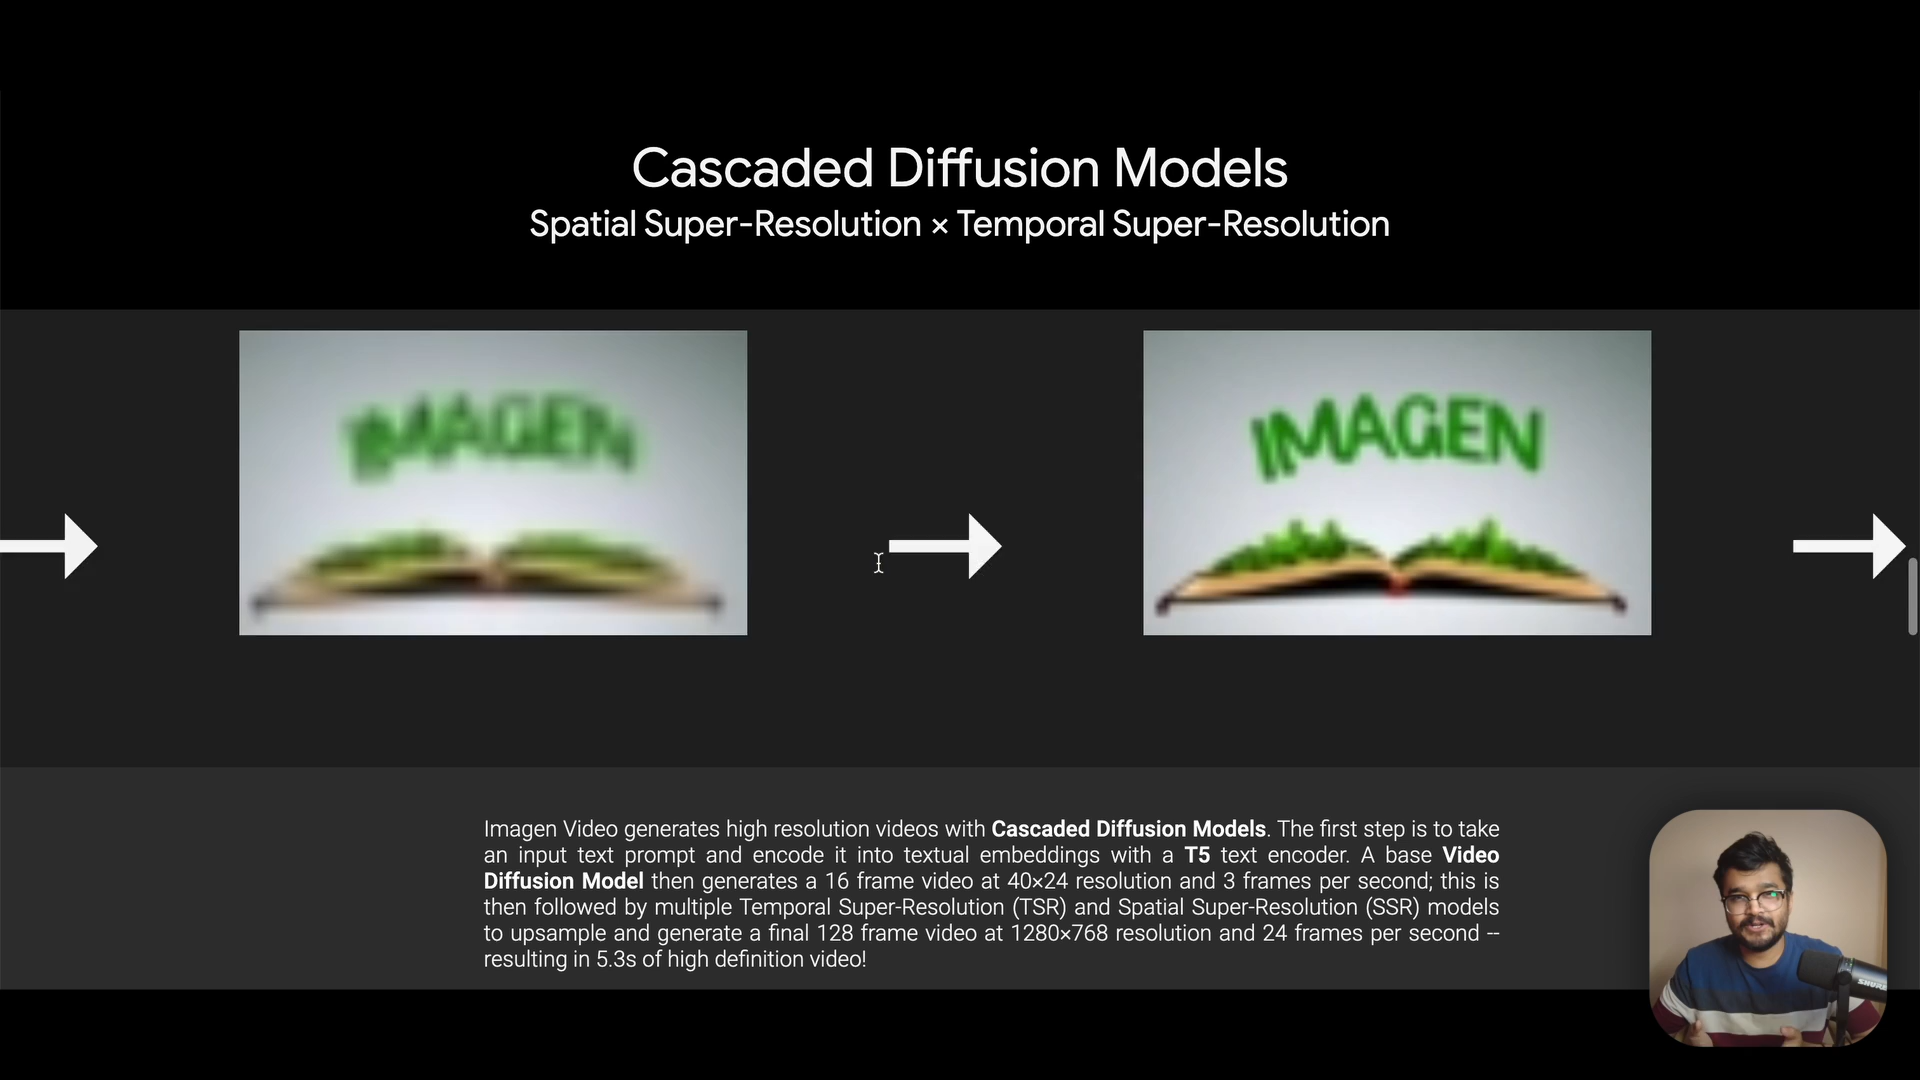 Cascaded Diffusion Models
Spatial Super-Resolution × Temporal Super-Resolution
IMAGEN
IMAGEN
Imagen Video generates high resolution videos with Cascaded Diffusion Models. The first step is to take
an input text prompt and encode it into textual embeddings with a T5 text encoder. A base Video
Diffusion Model then generates a 16 frame video at 40×24 resolution and 3 frames per second; this is
then followed by multiple Temporal Super-Resolution (TSR) and Spatial Super-Resolution (SSR) models
to upsample and generate a final 128 frame video at 1280×768 resolution and 24 frames per second --
resulting in 5.3s of high definition video!
SHURE